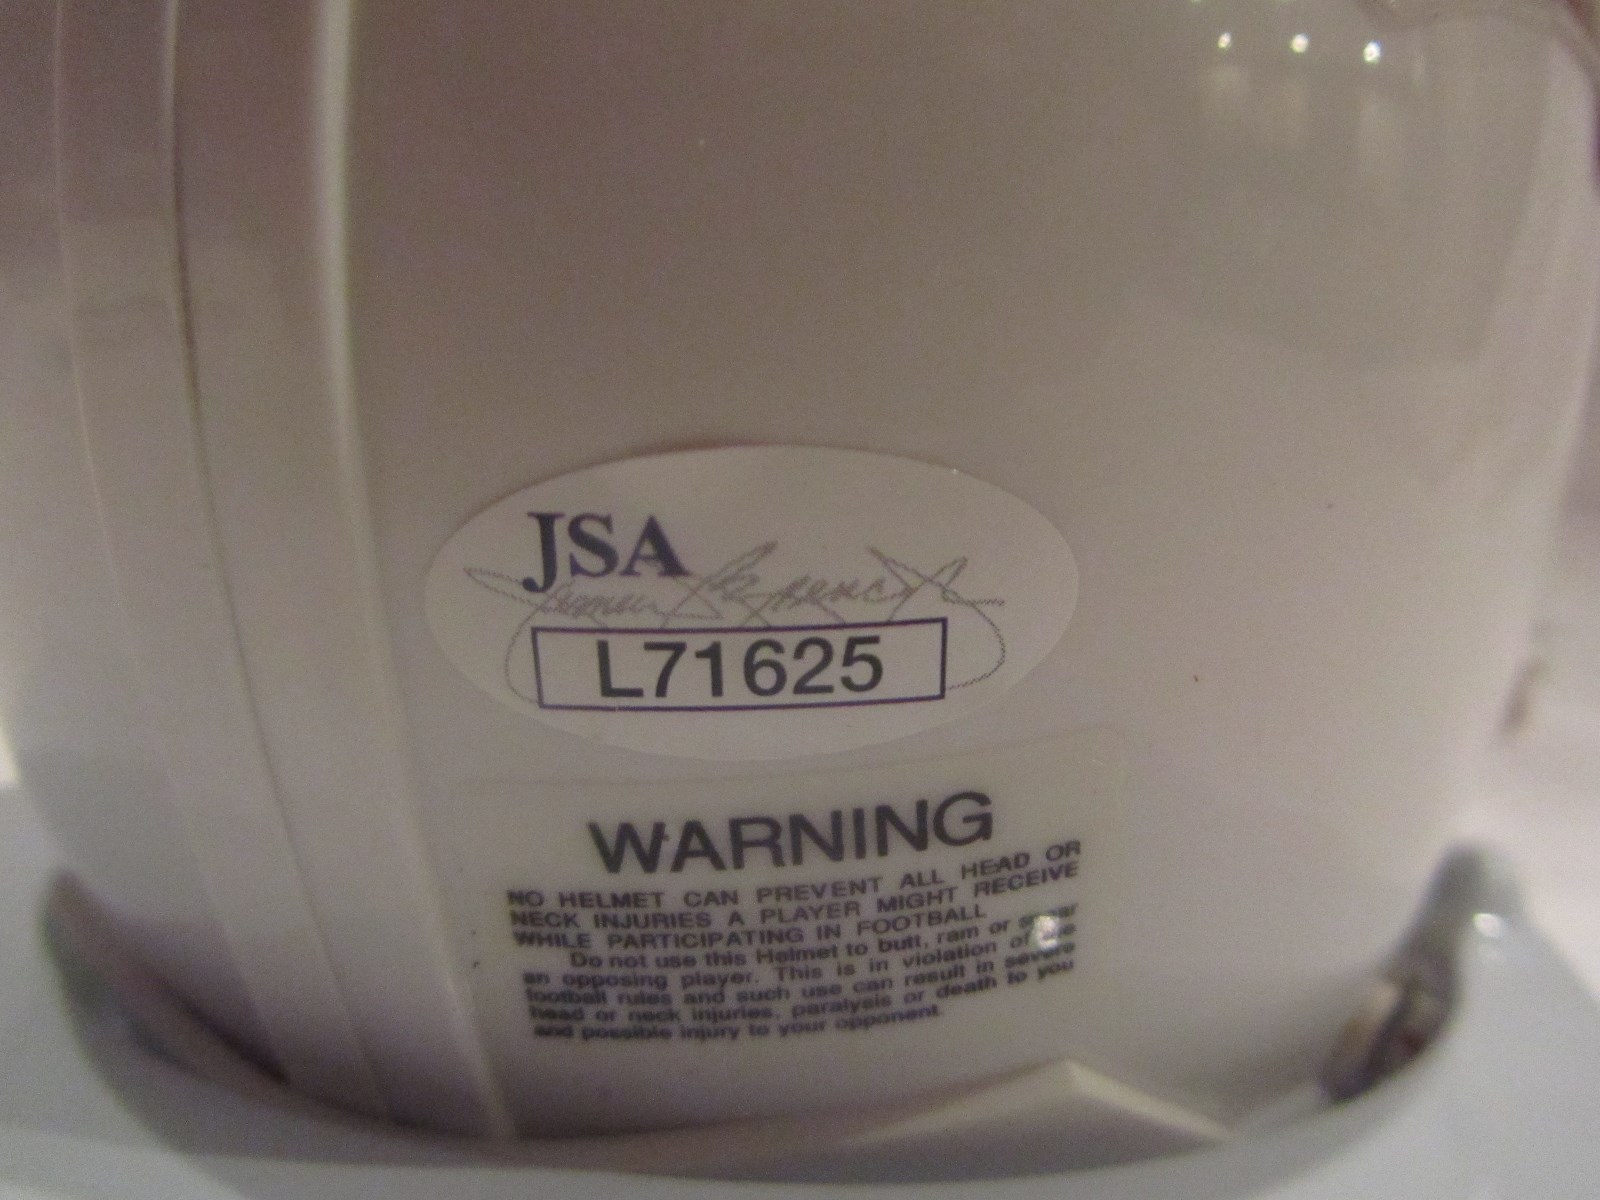 JSA
L71625
WARNING
NO HELMET CAN PREVENT ALL HEAD OR
NECK INJURIES A PLAYER MIGHT RECEIVE
WHILE PARTICIPATING IN FOOTBALL
Do not use this Helmet to butt, ram or spear
an opposing player. This is in violation of the
football rules and such use can result in severe
head or neck injuries, paralysis or death to you
and possible injury to your opponent.